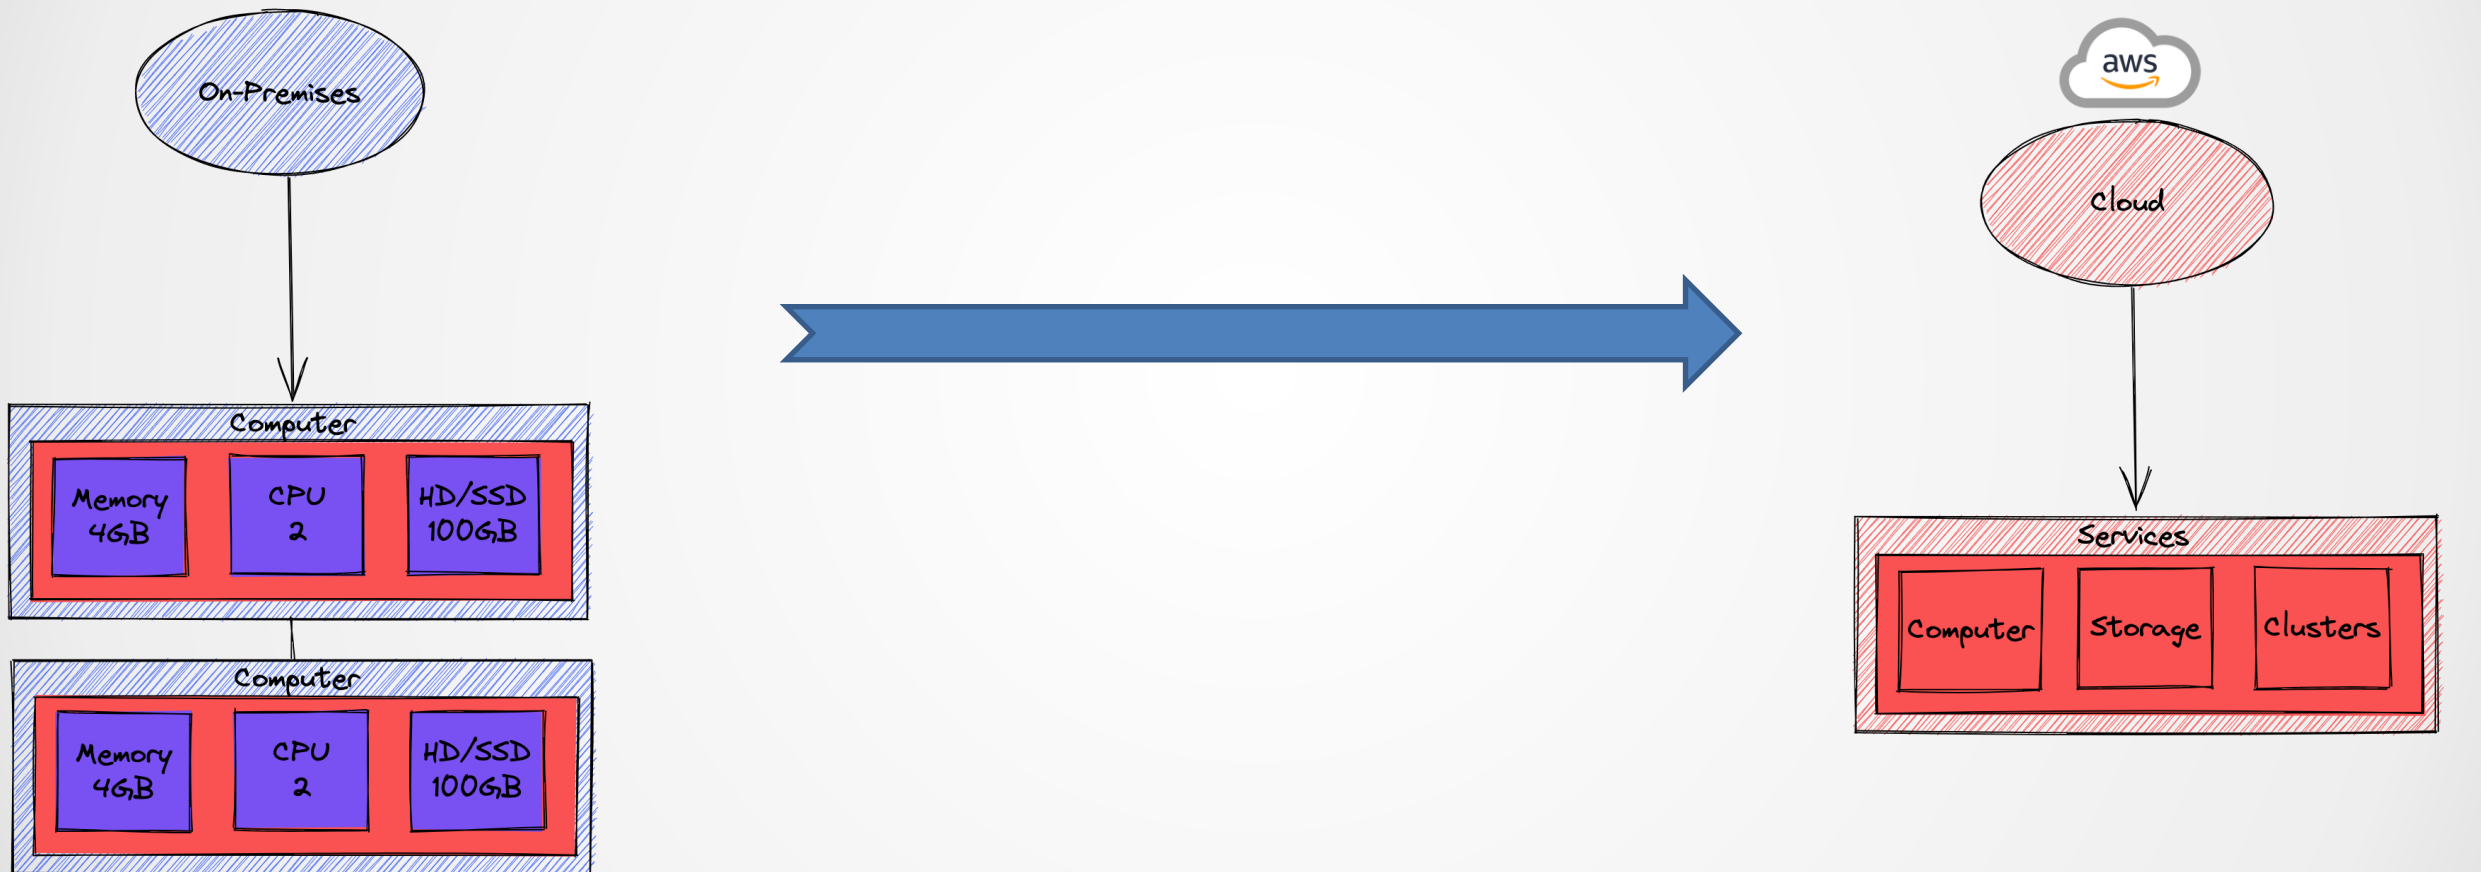 On-Premises
Computer
Memory
4GB
CPU
2
HD/SSD
100GB
Computer
Memory
4GB
CPU
2
HD/SSD
100GB
aws
Cloud
Services
Computer
Storage
Clusters